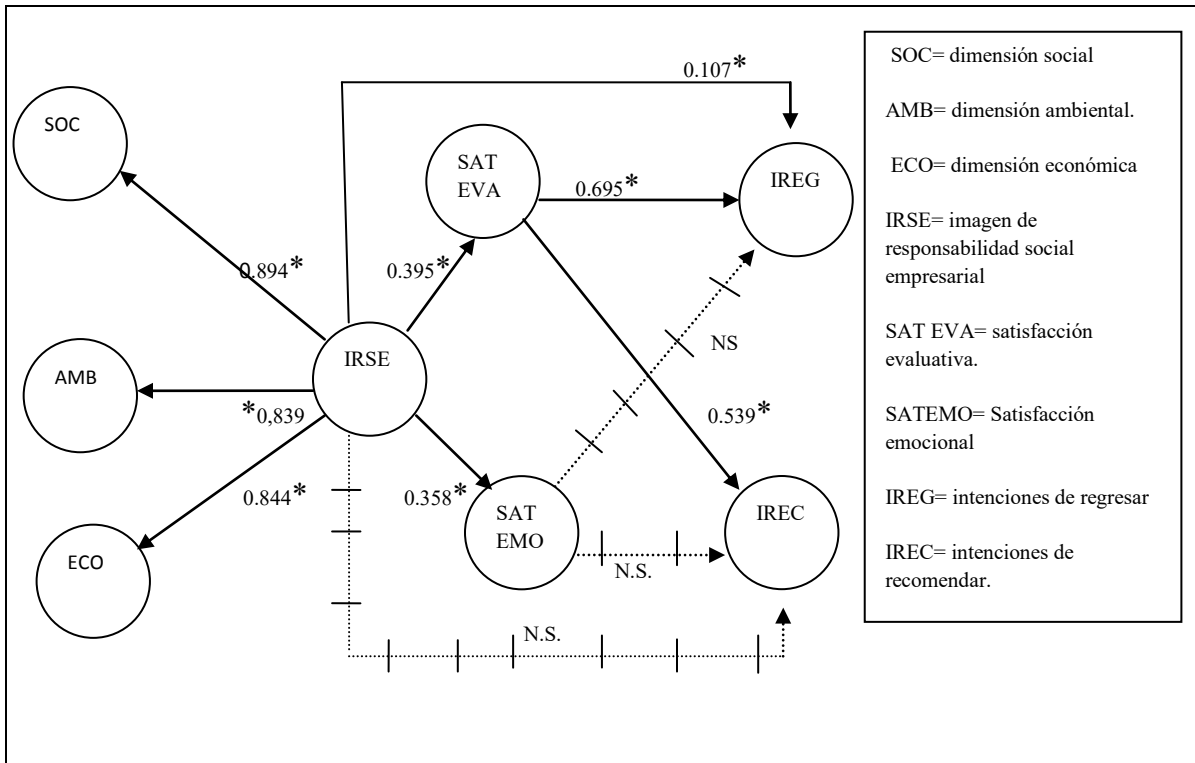 0.107*
SOC
SAT
EVA
IREG
0.695*
0.894*
0.395*
NS
IRSE
AMB
*0,839
0.539*
0.844*
0.358*
SAT
EMO
IREC
ECO
N.S.
N.S.
SOC= dimensión social
AMB= dimensión ambiental.
ECO= dimensión económica
IRSE= imagen de
responsabilidad social
empresarial
SAT EVA= satisfacción
evaluativa.
SATEMO= Satisfacción
emocional
IREG= intenciones de regresar
IREC= intenciones de
recomendar.